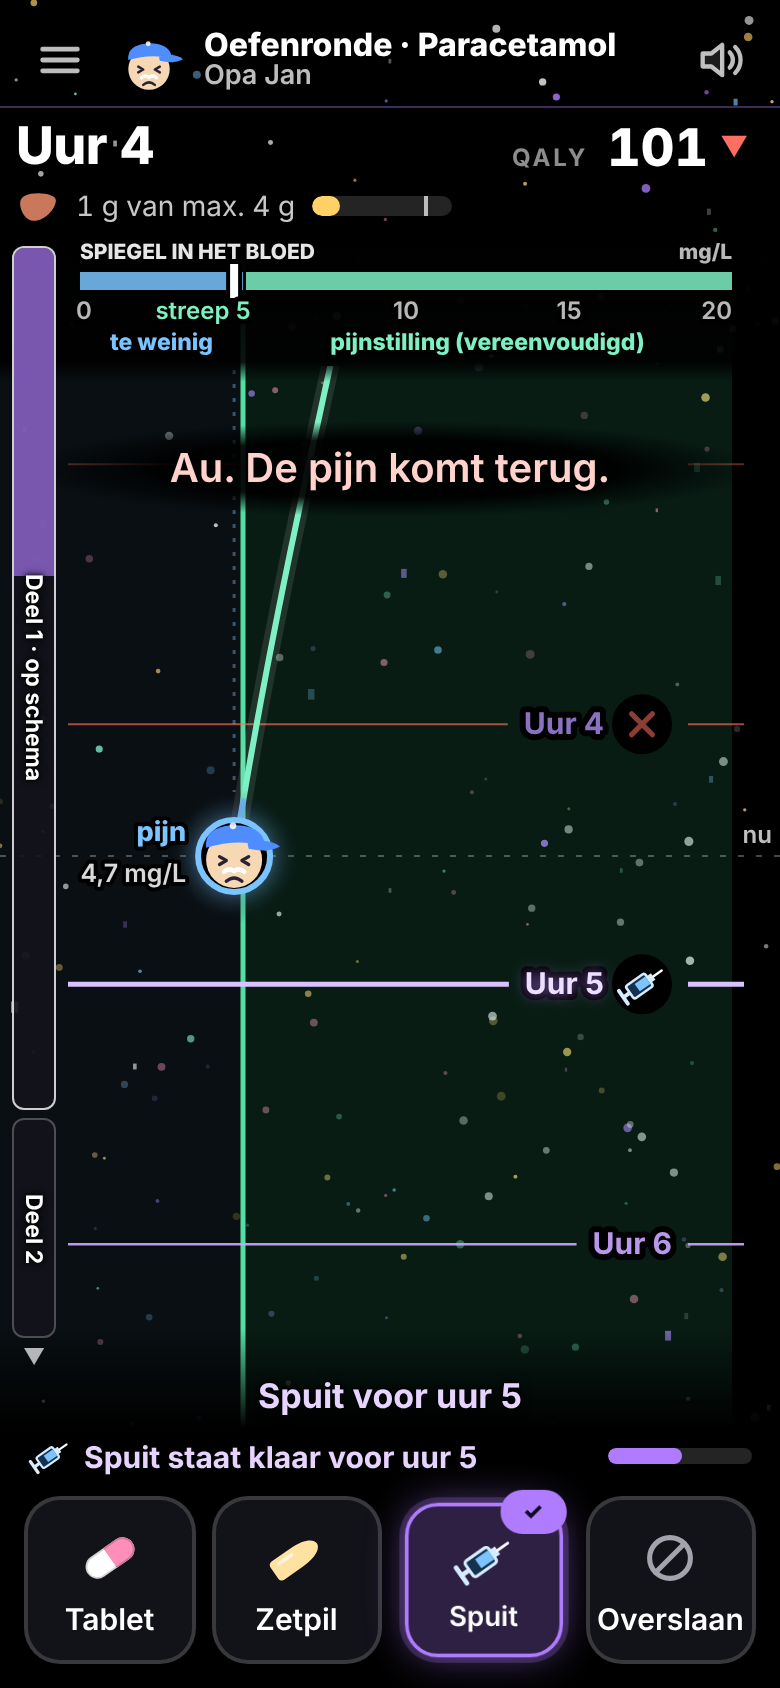 Oefenronde · Paracetamol
Opa Jan
Uur 4
QALY 101
1 g van max. 4 g
SPIEGEL IN HET BLOED mg/L
0 streep 5 10 15 20
te weinig pijnstilling (vereenvoudigd)
Au. De pijn komt terug.
Deel 1 · op schema
Uur 4
pijn
nu
4,7 mg/L
Uur 5
Deel 2
Uur 6
Spuit voor uur 5
Spuit staat klaar voor uur 5
Tablet Zetpil Spuit Overslaan